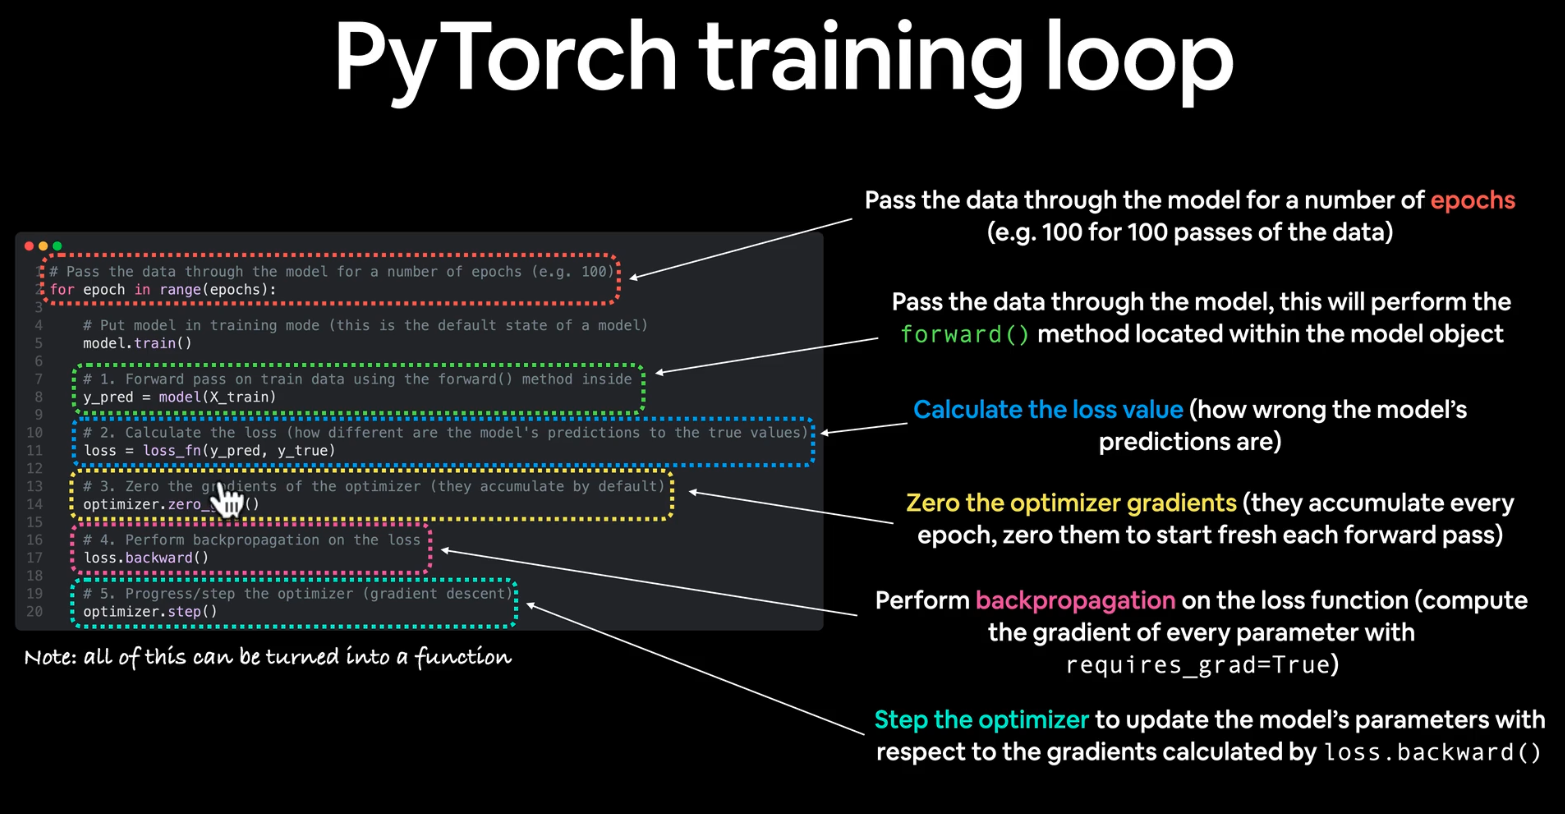 PyTorch training loop
1 # Pass the data through the model for a number of epochs (e.g. 100)
2 for epoch in range(epochs):
3
4 # Put model in training mode (this is the default state of a model)
5 model.train()
6
7 # 1. Forward pass on train data using the forward() method inside
8 y_pred = model(X_train)
9
10 # 2. Calculate the loss (how different are the model's predictions to the true values)
11 loss = loss_fn(y_pred, y_true)
12
13 # 3. Zero the gradients of the optimizer (they accumulate by default)
14 optimizer.zero_ ()
15
16 # 4. Perform backpropagation on the loss
17 loss.backward()
18
19 # 5. Progress/step the optimizer (gradient descent)
20 optimizer.step()
Note: all of this can be turned into a function
Pass the data through the model for a number of epochs
(e.g. 100 for 100 passes of the data)
Pass the data through the model, this will perform the
forward() method located within the model object
Calculate the loss value (how wrong the model's
predictions are)
Zero the optimizer gradients (they accumulate every
epoch, zero them to start fresh each forward pass)
Perform backpropagation on the loss function (compute
the gradient of every parameter with
requires_grad=True)
Step the optimizer to update the model's parameters with
respect to the gradients calculated by loss.backward()